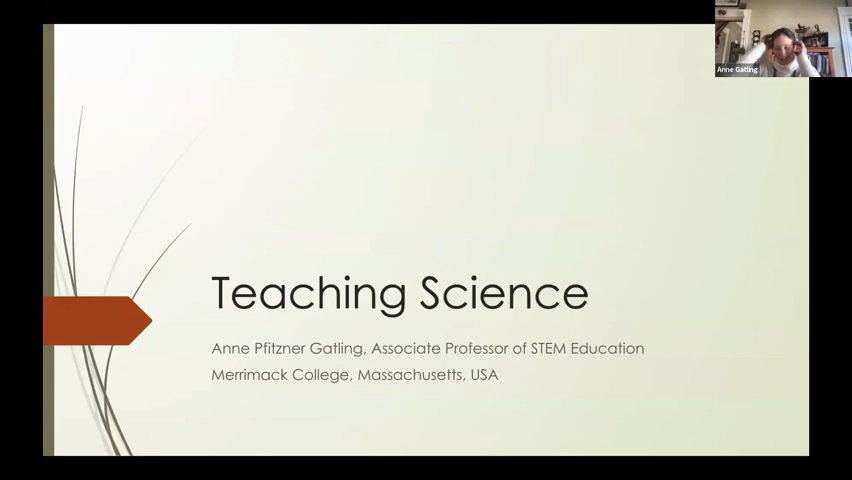 Anne Gatling
Teaching Science
Anne Pfitzner Gatling, Associate Professor of STEM Education
Merrimack College, Massachusetts, USA